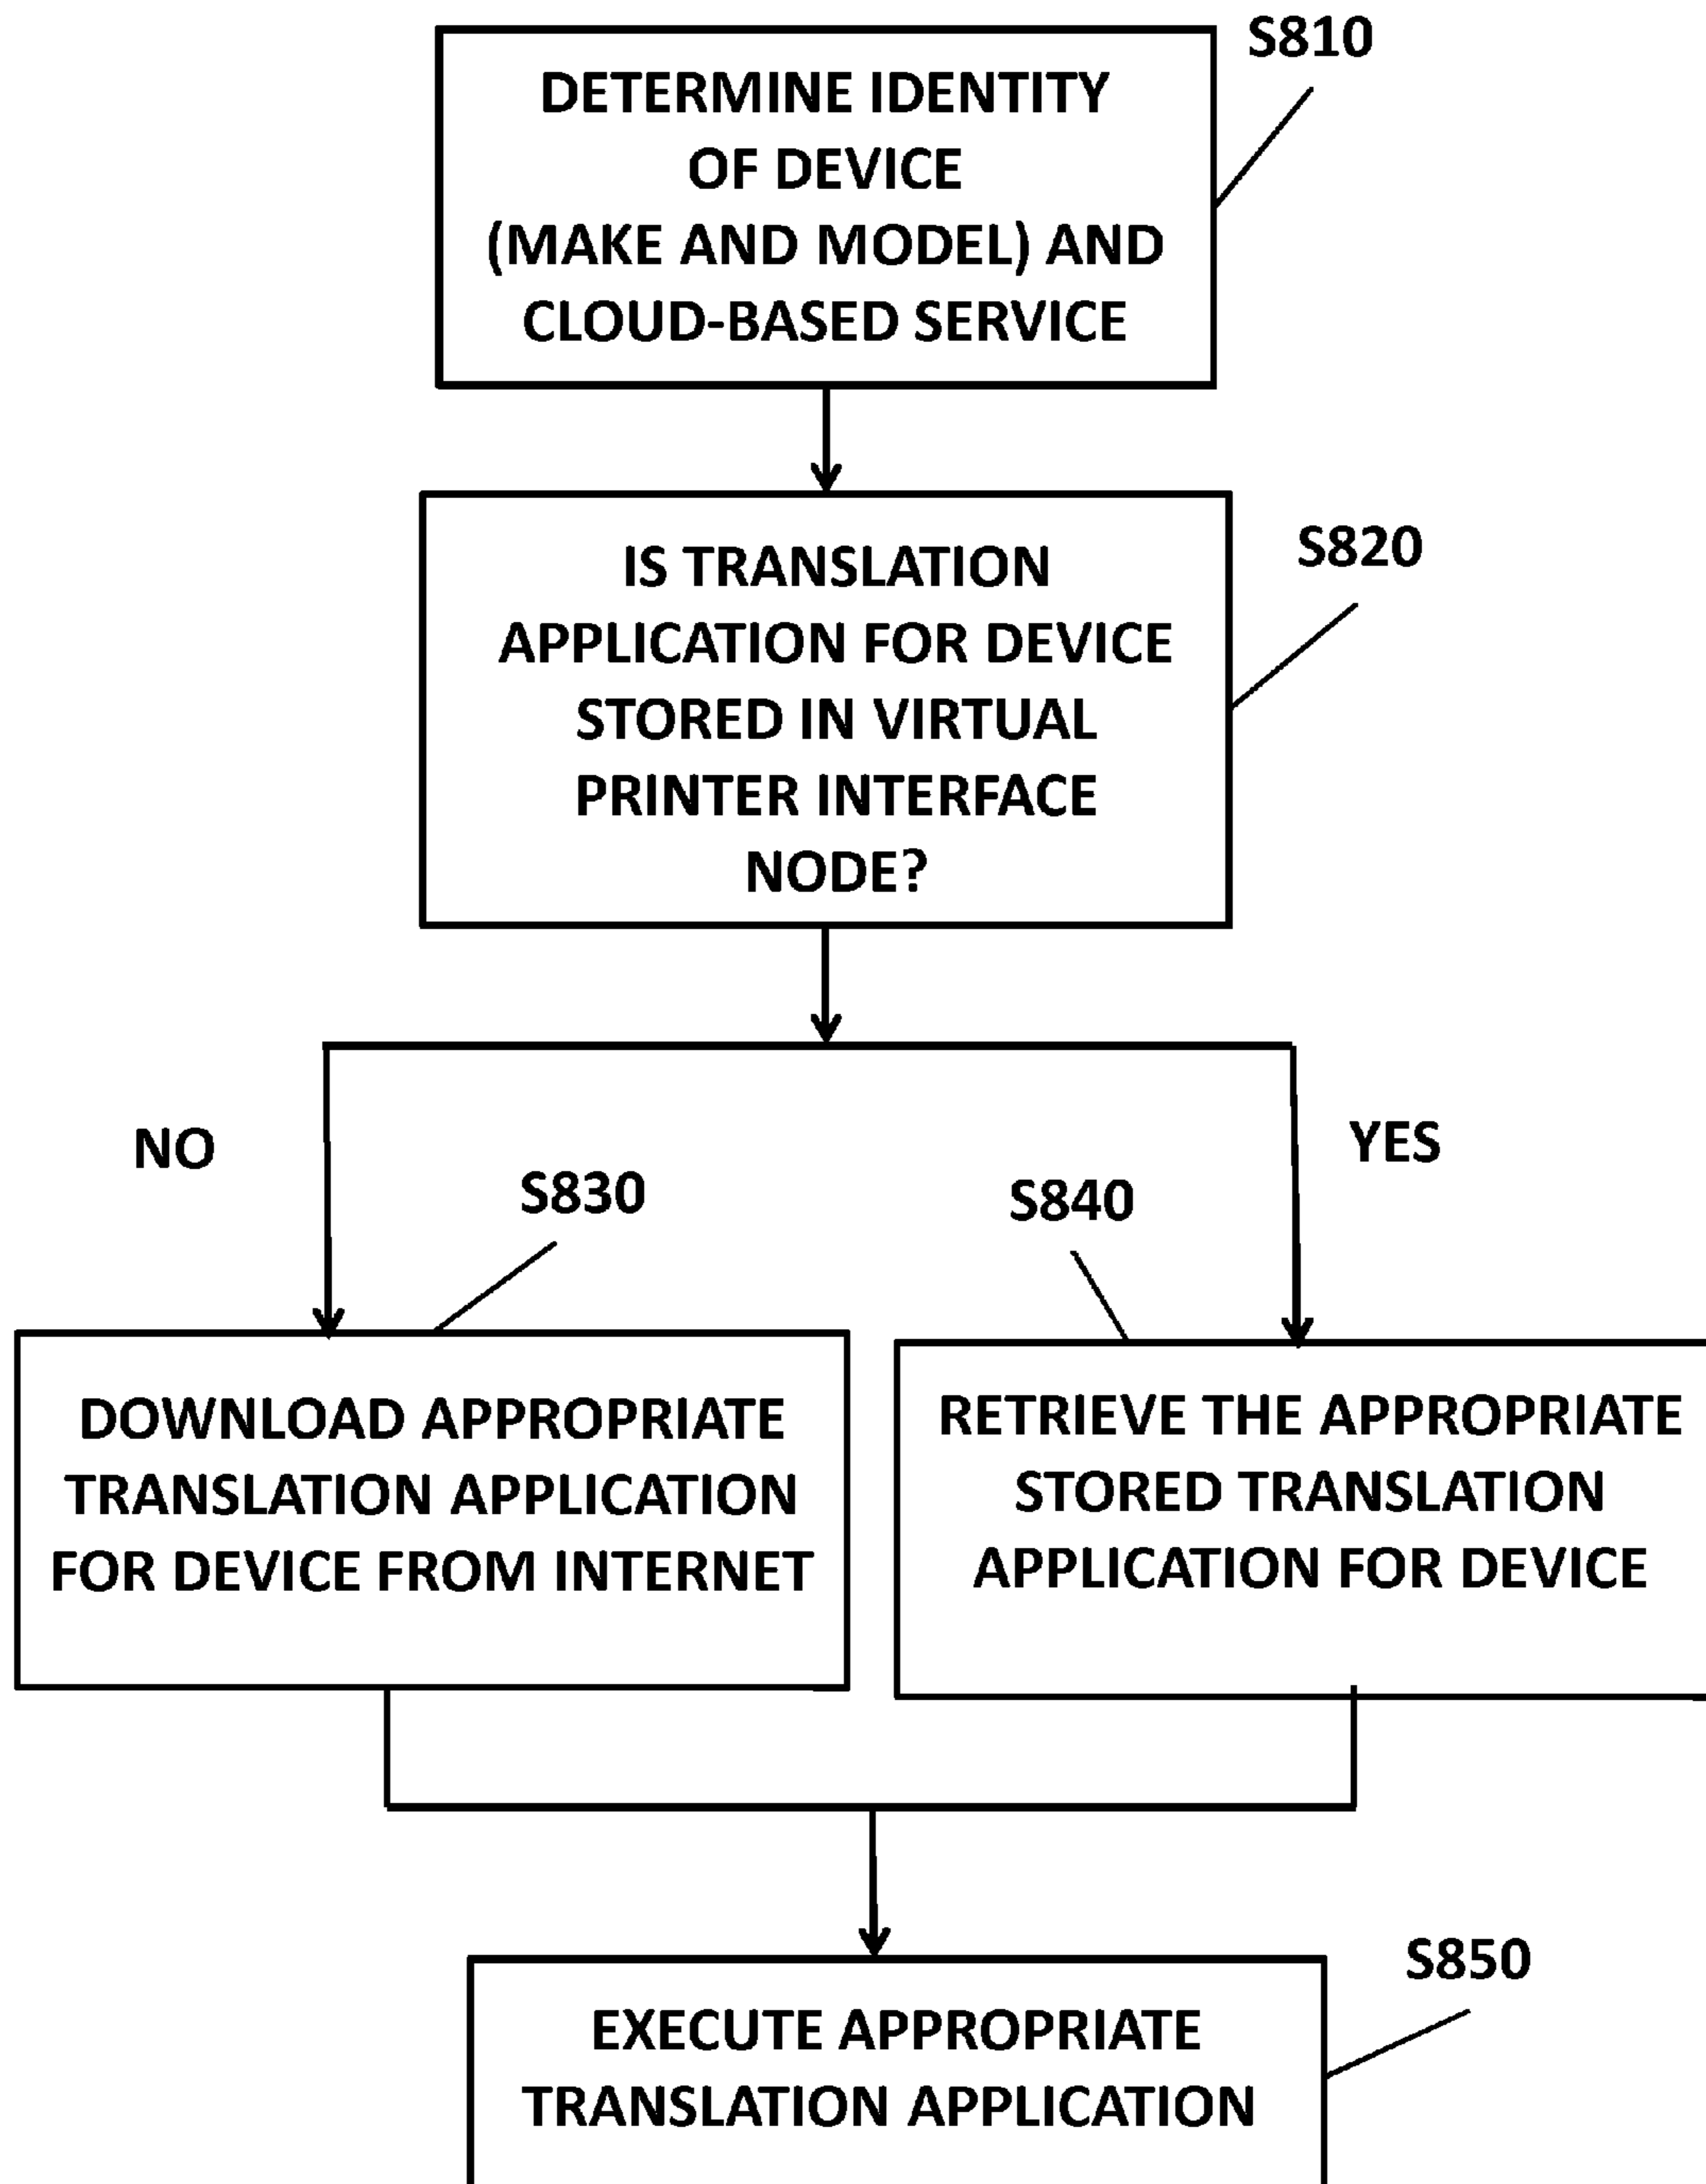 S810
DETERMINE IDENTITY
OF DEVICE
(MAKE AND MODEL) AND
CLOUD-BASED SERVICE
S820
IS TRANSLATION
APPLICATION FOR DEVICE
STORED IN VIRTUAL
PRINTER INTERFACE
NODE?
NO
YES
S830
S840
DOWNLOAD APPROPRIATE
TRANSLATION APPLICATION
FOR DEVICE FROM INTERNET
RETRIEVE THE APPROPRIATE
STORED TRANSLATION
APPLICATION FOR DEVICE
S850
EXECUTE APPROPRIATE
TRANSLATION APPLICATION